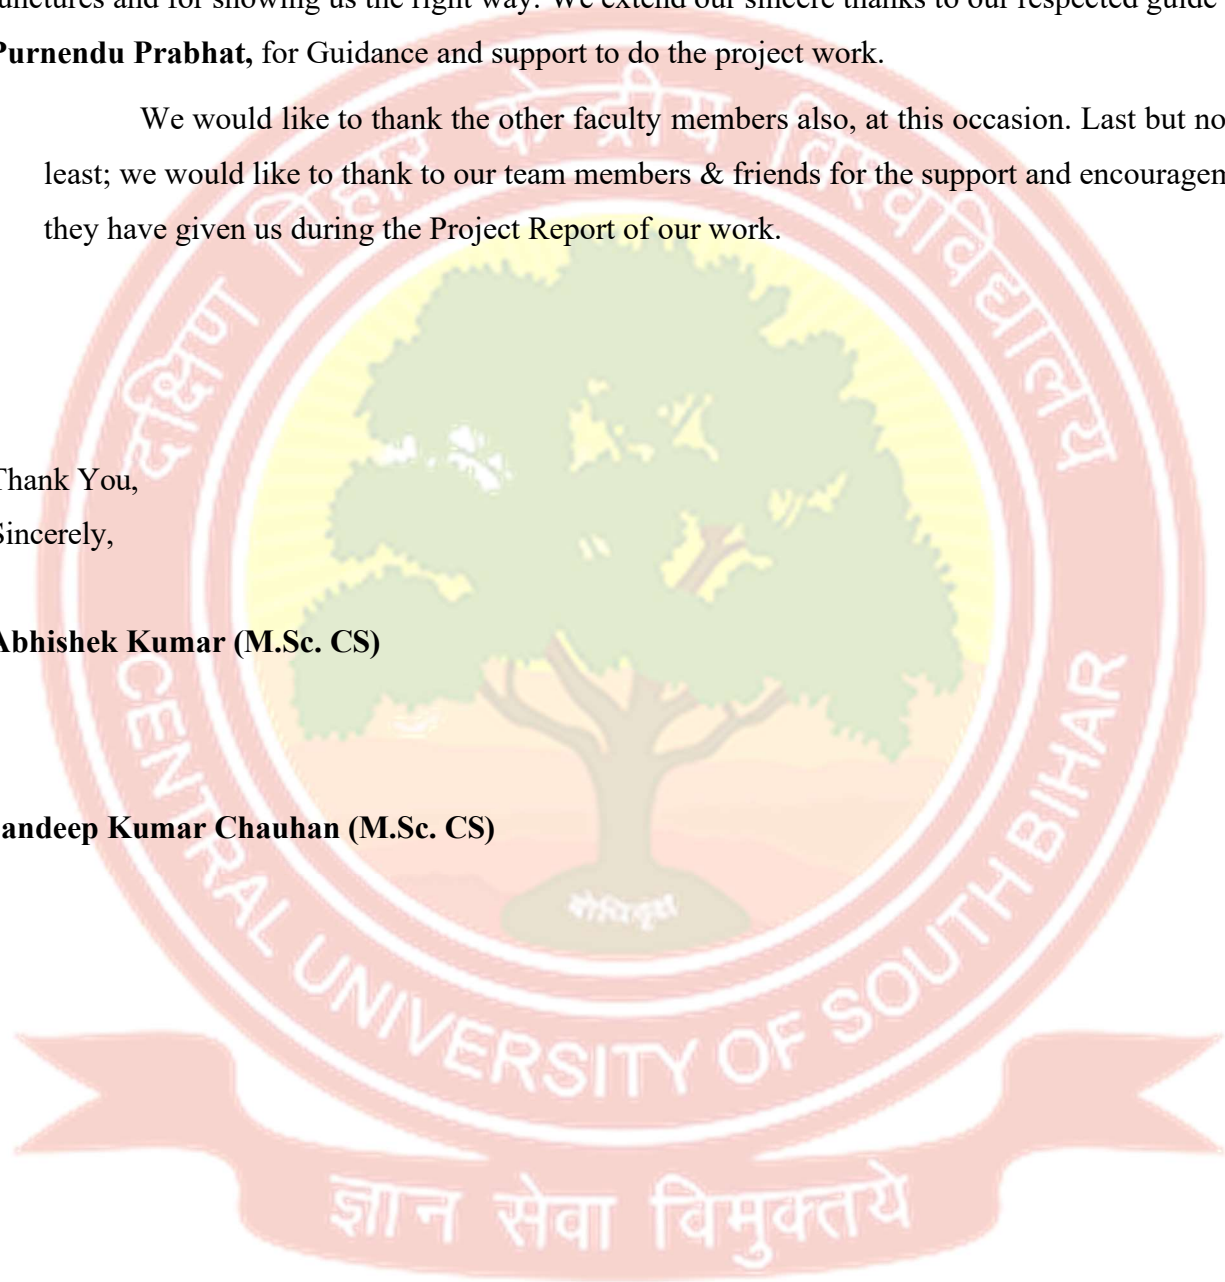 unctures and for showing us the right way. We extend our sincere thanks to our respected guide
Purnendu Prabhat, for Guidance and support to do the project work.
We would like to thank the other faculty members also, at this occasion. Last but no
least; we would like to thank to our team members & friends for the support and encouragem
they have given us during the Project Report of our work.
Thank You,
Sincerely,
Abhishek Kumar (M.Sc. CS)
andeep Kumar Chauhan (M.Sc. CS)
दक्षिण बिहार केन्द्रीय विश्वविद्यालय
CENTRAL UNIVERSITY OF SOUTH BIHAR
बोधिवृक्ष
ज्ञान सेवा विमुक्तये